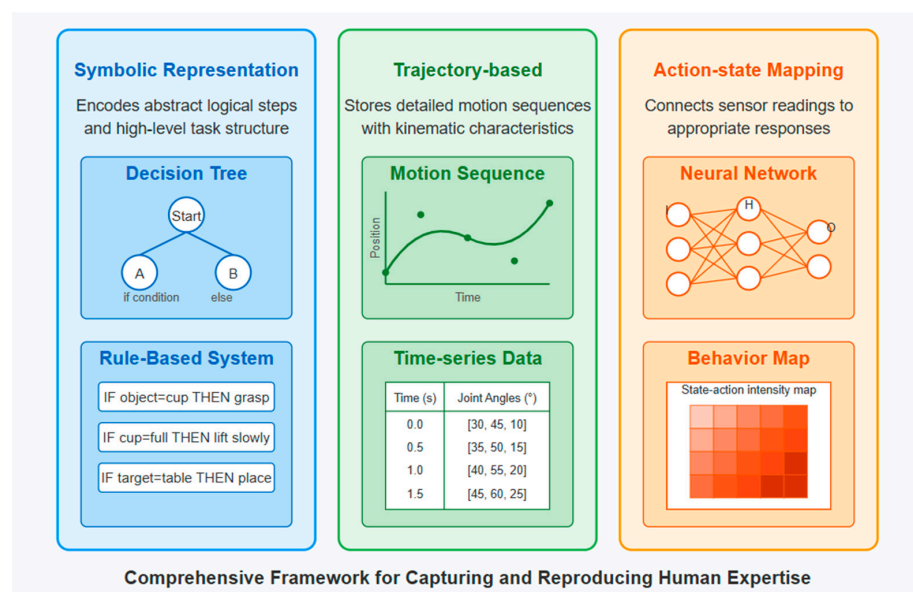 Symbolic Representation
Encodes abstract logical steps
and high-level task structure
Decision Tree
Start
A
B
if condition
else
Rule-Based System
IF object=cup THEN grasp
IF cup=full THEN lift slowly
IF target=table THEN place
Trajectory-based
Stores detailed motion sequences
with kinematic characteristics
Motion Sequence
Position
Time
Time-series Data
Time (s) Joint Angles (°)
0.0 [30, 45, 10]
0.5 [35, 50, 15]
1.0 [40, 55, 20]
1.5 [45, 60, 25]
Action-state Mapping
Connects sensor readings to
appropriate responses
Neural Network
I
H
O
Behavior Map
State-action intensity map
Comprehensive Framework for Capturing and Reproducing Human Expertise